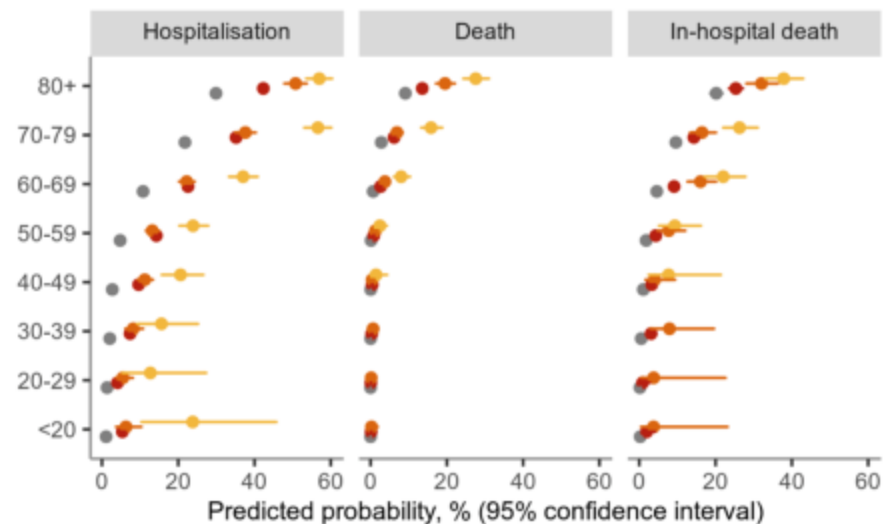 Hospitalisation Death In-hospital death
80+
70-79
60-69
50-59
40-49
30-39
20-29
<20
0 20 40 60 0 20 40 60 0 20 40 60
Predicted probability, % (95% confidence interval)